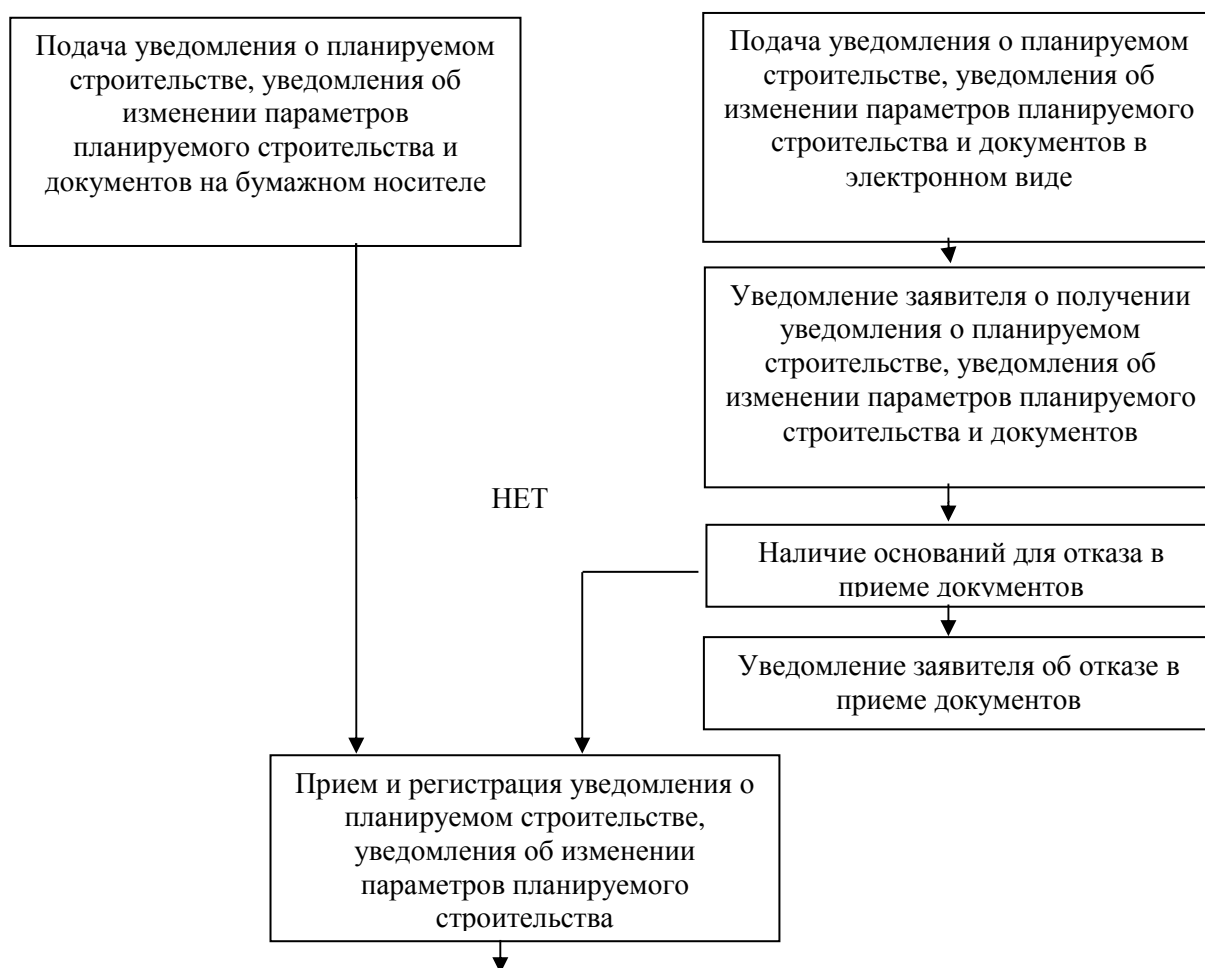 Подача уведомления о планируемом
строительстве, уведомления об
изменении параметров
планируемого строительства и
документов на бумажном носителе
Подача уведомления о планируемом
строительстве, уведомления об
изменении параметров планируемого
строительства и документов в
электронном виде
Уведомление заявителя о получении
уведомления о планируемом
строительстве, уведомления об
изменении параметров планируемого
строительства и документов
НЕТ
Наличие оснований для отказа в
приеме документов
Уведомление заявителя об отказе в
приеме документов
Прием и регистрация уведомления о
планируемом строительстве,
уведомления об изменении
параметров планируемого
строительства